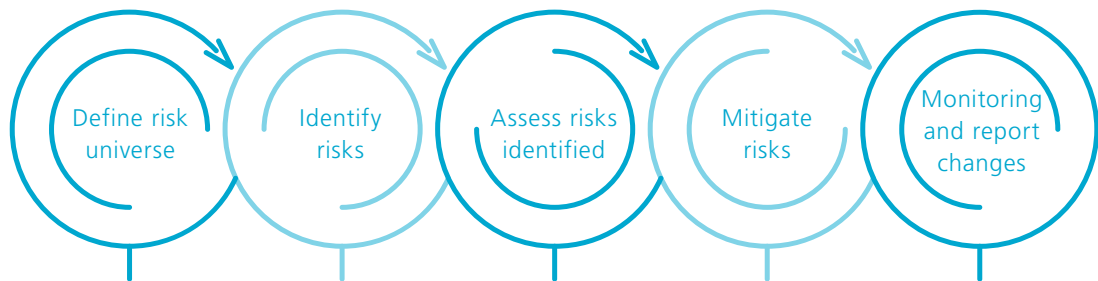 Define risk
universe
Identify
risks
Assess risks
identified
Mitigate
risks
Monitoring
and report
changes